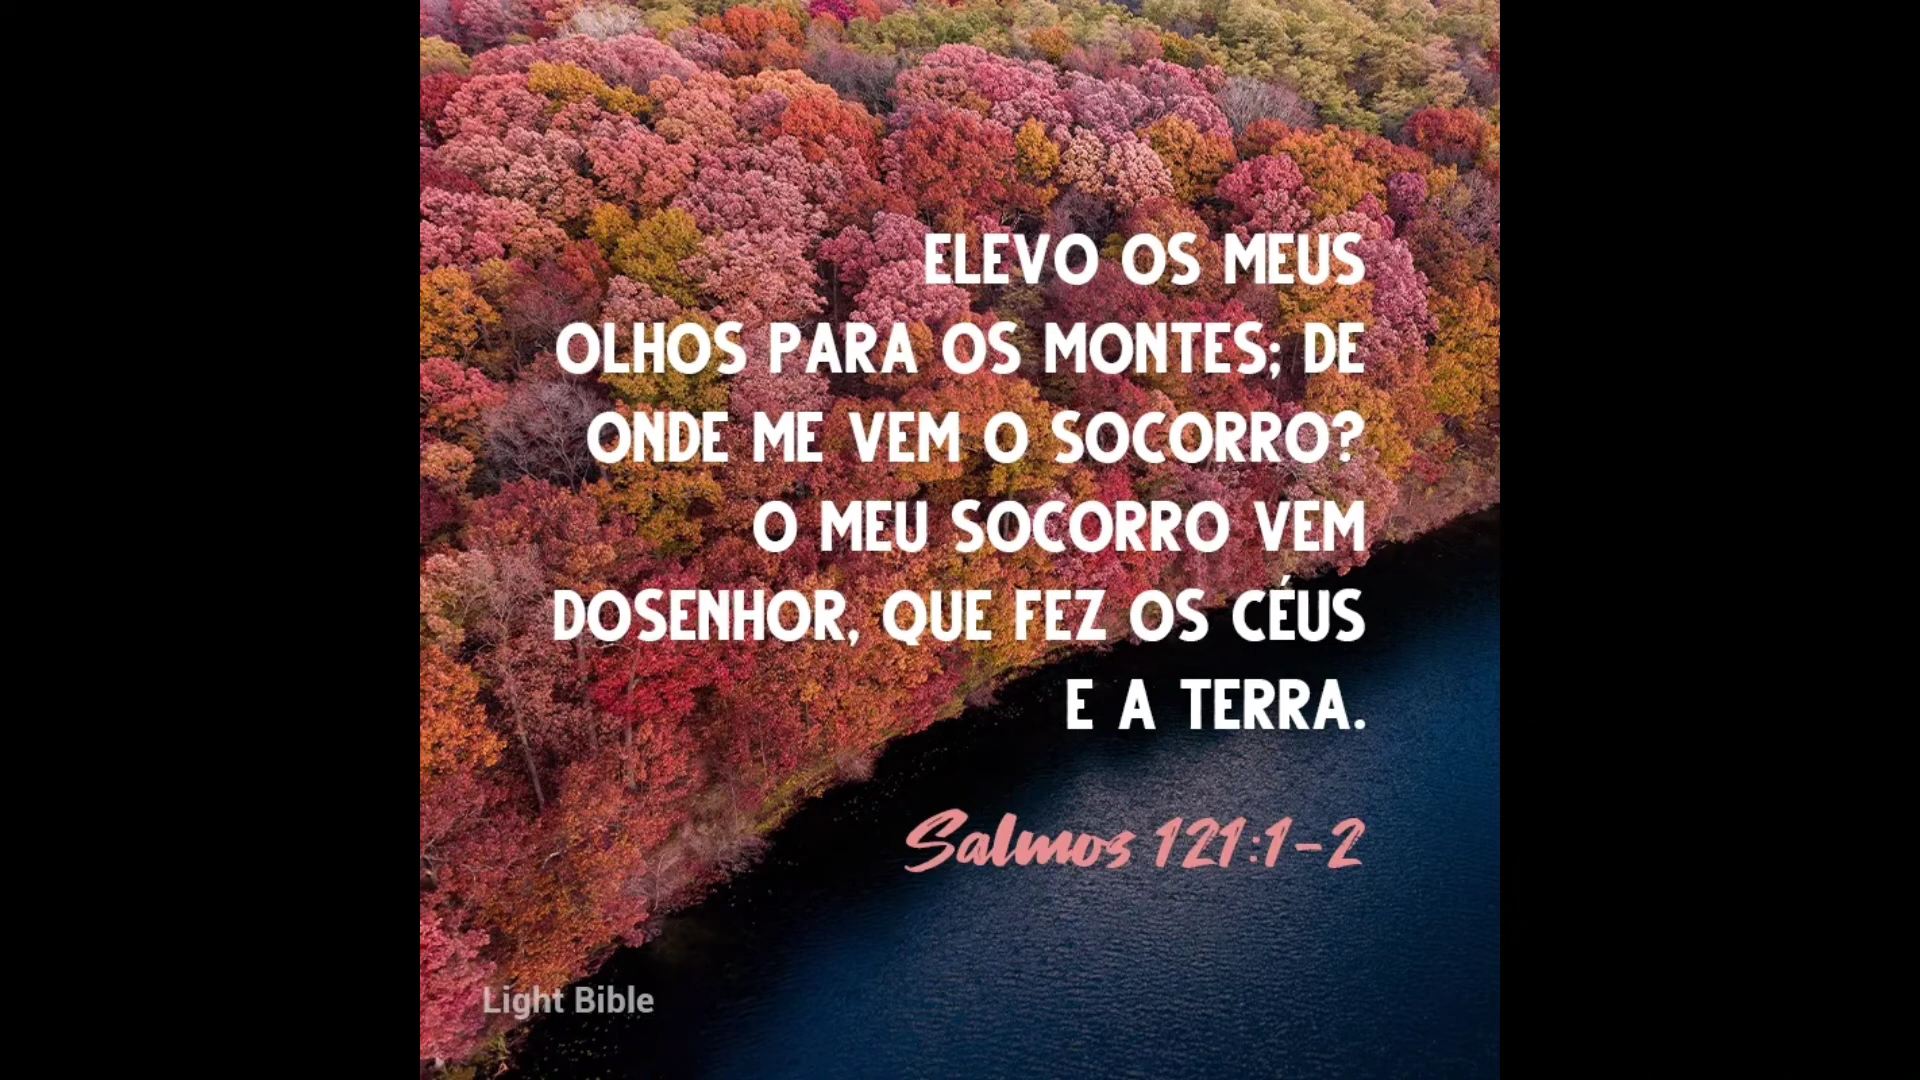 ELEVO OS MEUS
OLHOS PARA OS MONTES; DE
ONDE ME VEM O SOCORRO?
O MEU SOCORRO VEM
DOSENHOR, QUE FEZ OS CÉUS
E A TERRA.
Salmos 121:1-2
Light Bible